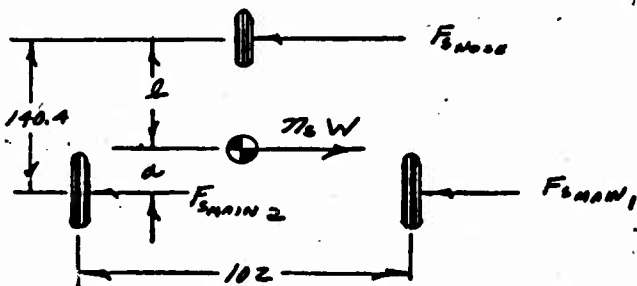 F_S NOSE
b
140.4
n_s W
a
F_S MAIN 2
F_S MAIN 1
102